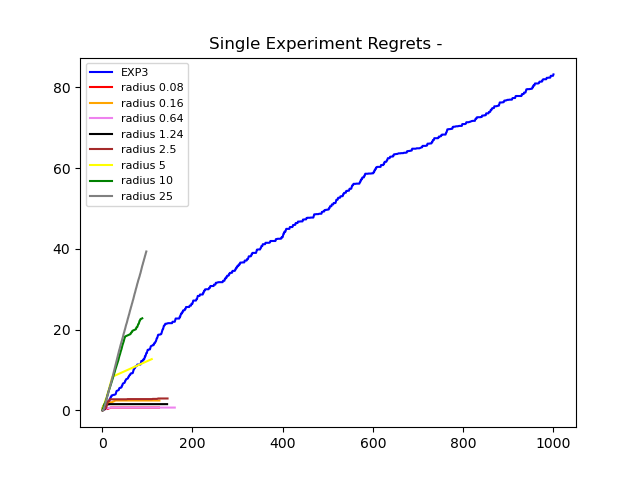 Single Experiment Regrets -
EXP3
radius 0.08
radius 0.16
radius 0.64
radius 1.24
radius 2.5
radius 5
radius 10
radius 25
80
60
40
20
0
0 200 400 600 800 1000